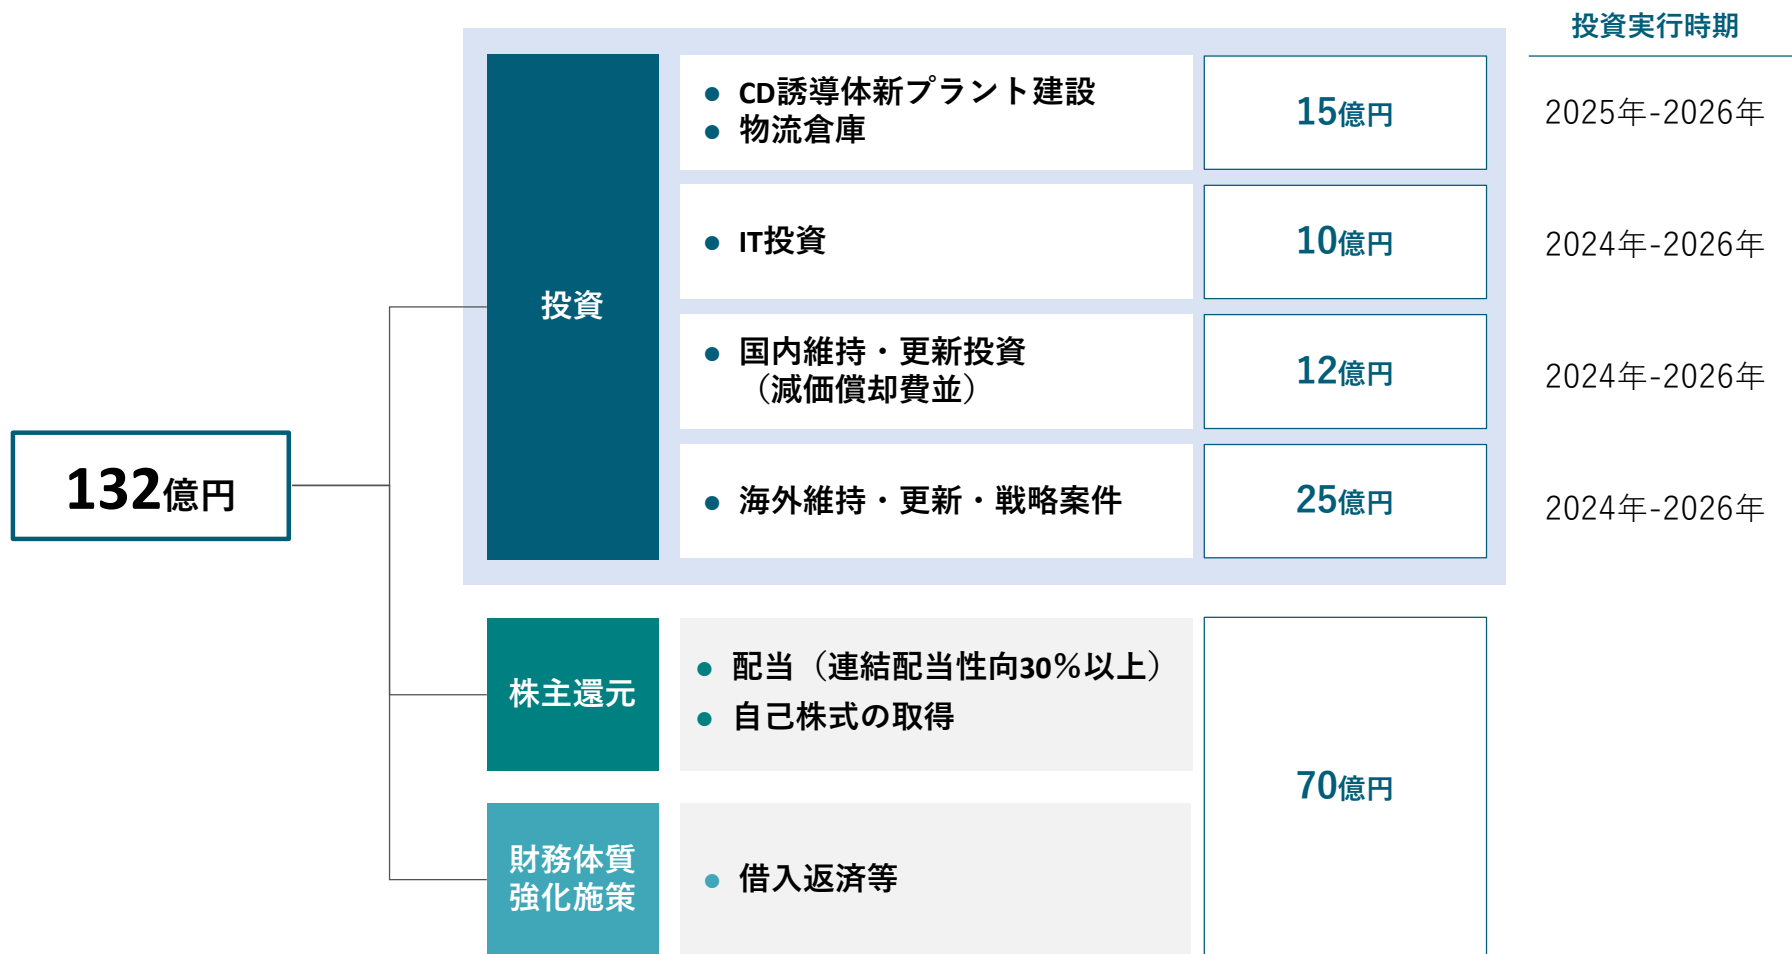 投資実行時期
CD誘導体新プラント建設
物流倉庫
15億円
2025年-2026年
IT投資
10億円
2024年-2026年
投資
国内維持・更新投資
（減価償却費並）
12億円
2024年-2026年
132億円
海外維持・更新・戦略案件
25億円
2024年-2026年
株主還元
配当（連結配当性向30％以上）
自己株式の取得
70億円
財務体質
強化施策
借入返済等